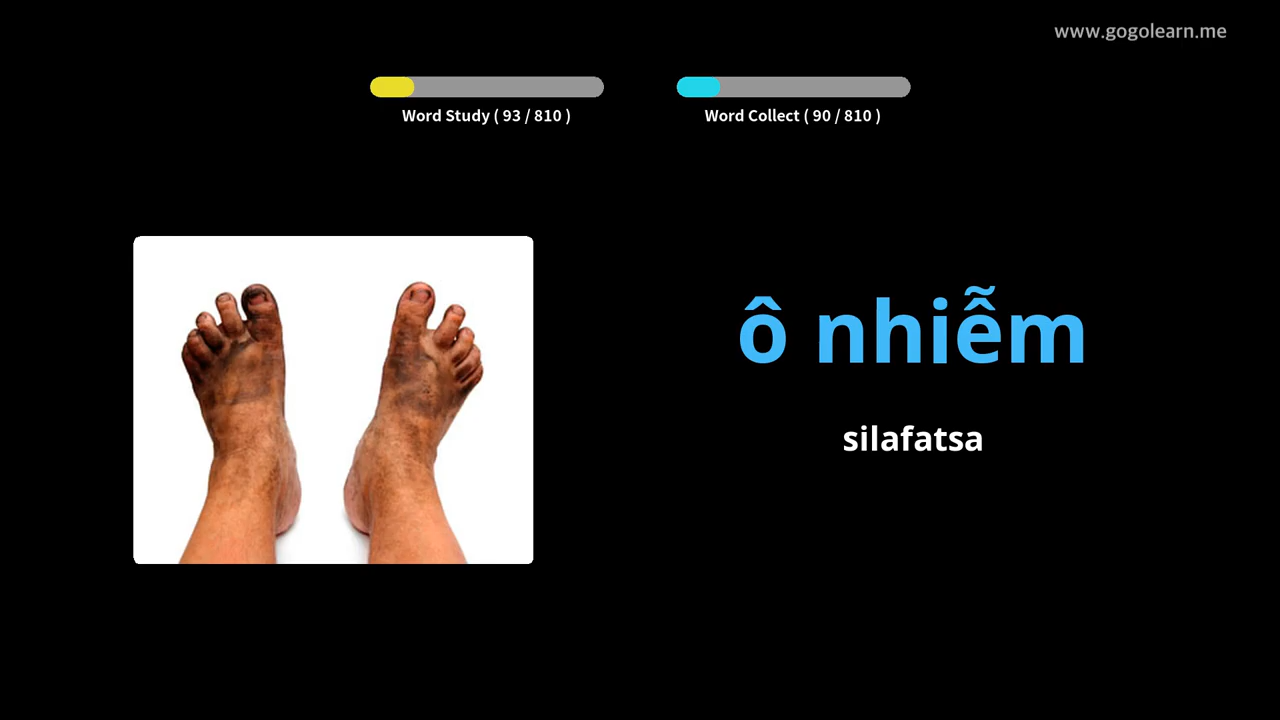 www.gogolearn.me
Word Study ( 93 / 810 )
Word Collect ( 90 / 810 )
ô nhiễm
silafatsa